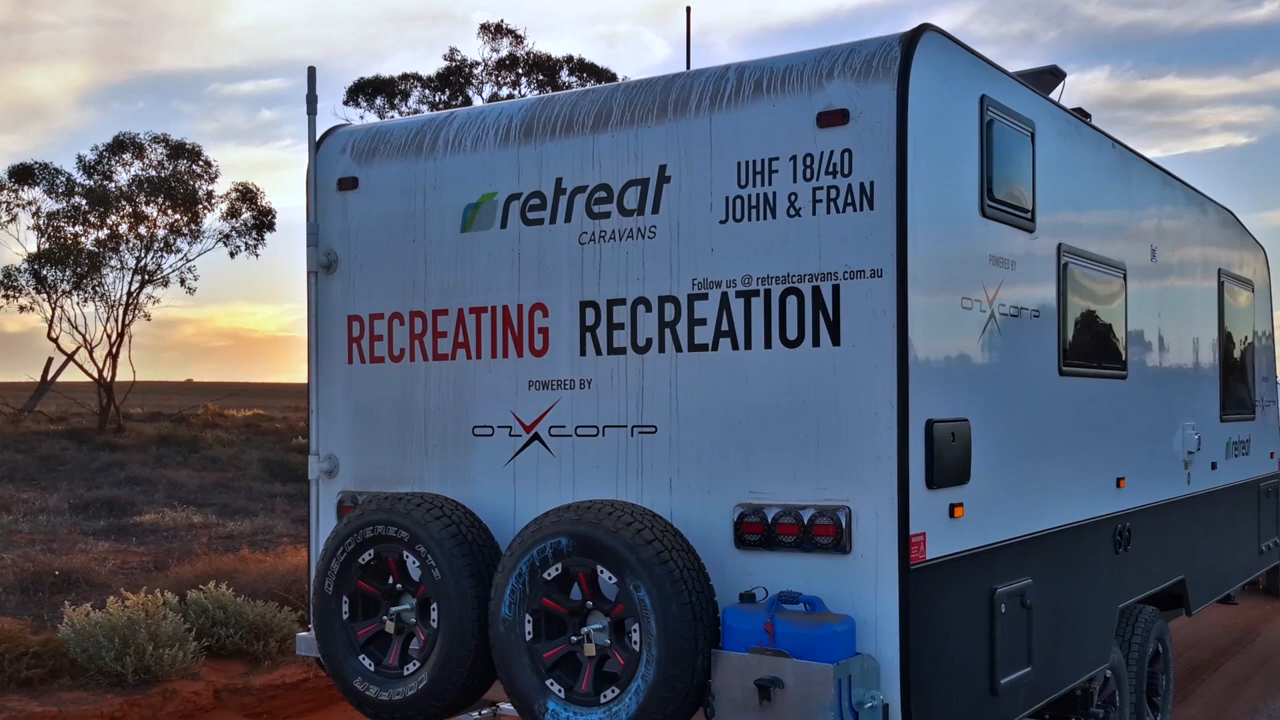 retreat
CARAVANS
UHF 18/40
JOHN & FRAN
Follow us @ retreatcaravans.com.au
RECREATING RECREATION
POWERED BY
OZXCORP
POWERED BY
OZXCORP
retreat
DISCOVERER AT3
COOPER